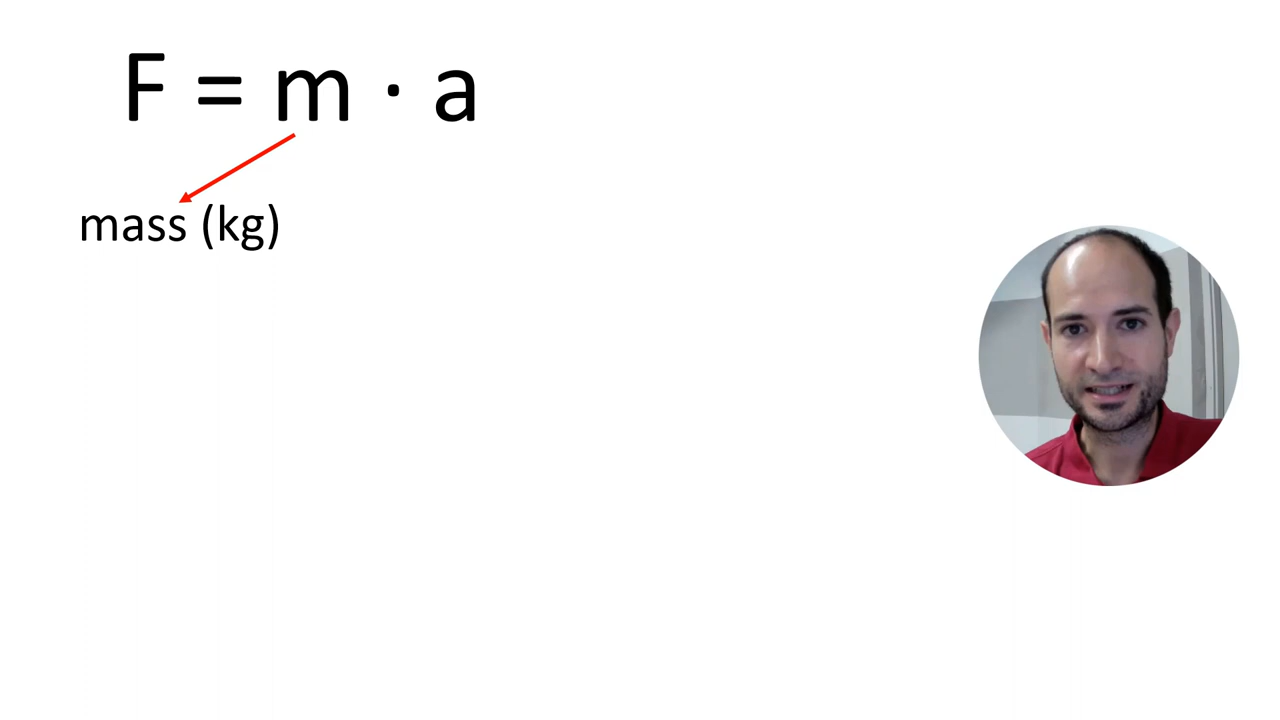 F = m · a
mass (kg)